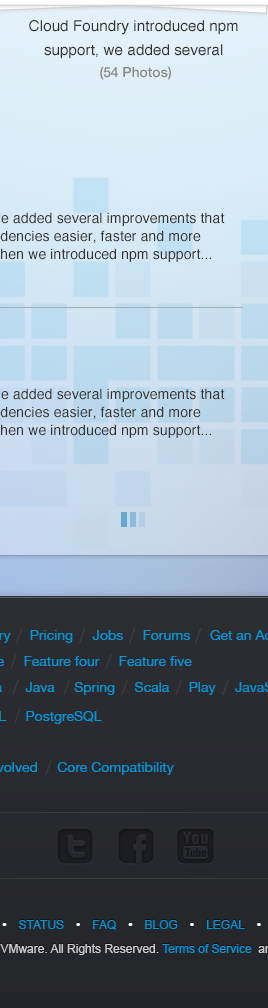 Cloud Foundry introduced npm
support, we added several
(54 Photos)
e added several improvements that
dencies easier, faster and more
hen we introduced npm support...
e added several improvements that
dencies easier, faster and more
hen we introduced npm support...
ry / Pricing / Jobs / Forums / Get an Ac
e / Feature four / Feature five
a / Java / Spring / Scala / Play / JavaS
L / PostgreSQL
volved / Core Compatibility
You Tube
• STATUS • FAQ • BLOG • LEGAL •
VMware. All Rights Reserved. Terms of Service an